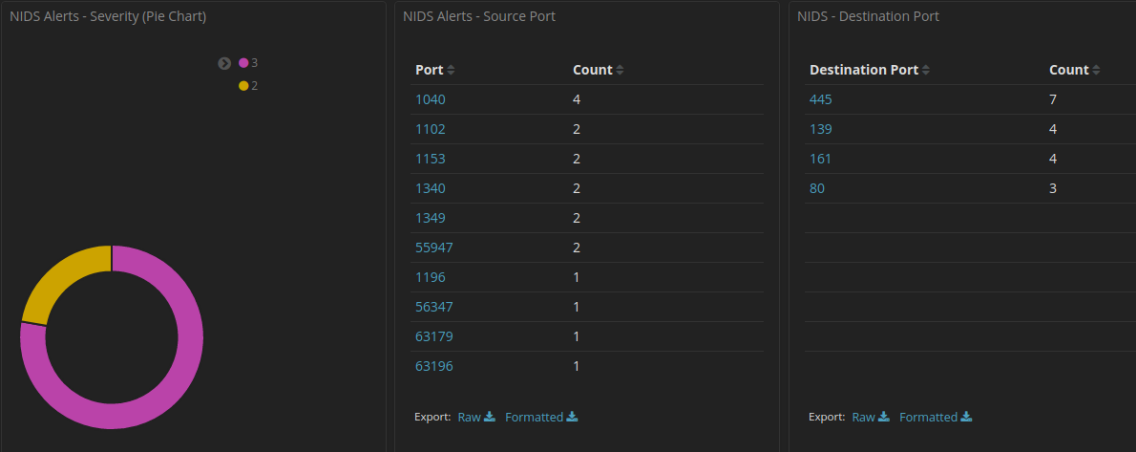 NIDS Alerts - Severity (Pie Chart)
3
2
NIDS Alerts - Source Port
Port Count
1040 4
1102 2
1153 2
1340 2
1349 2
55947 2
1196 1
56347 1
63179 1
63196 1
Export: Raw Formatted
NIDS - Destination Port
Destination Port Count
445 7
139 4
161 4
80 3
Export: Raw Formatted